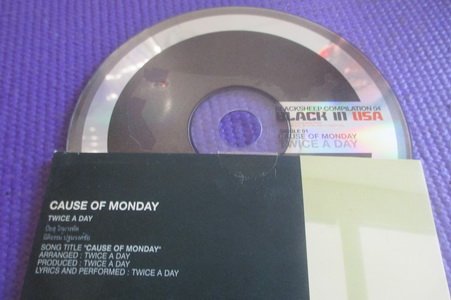 BLACKSHEEP COMPILATION 04
BLACK IN USA
SINGLE 01
CAUSE OF MONDAY
TWICE A DAY
CAUSE OF MONDAY
TWICE A DAY
SONG TITLE "CAUSE OF MONDAY"
ARRANGED : TWICE A DAY
PRODUCED : TWICE A DAY
LYRICS AND PERFORMED : TWICE A DAY